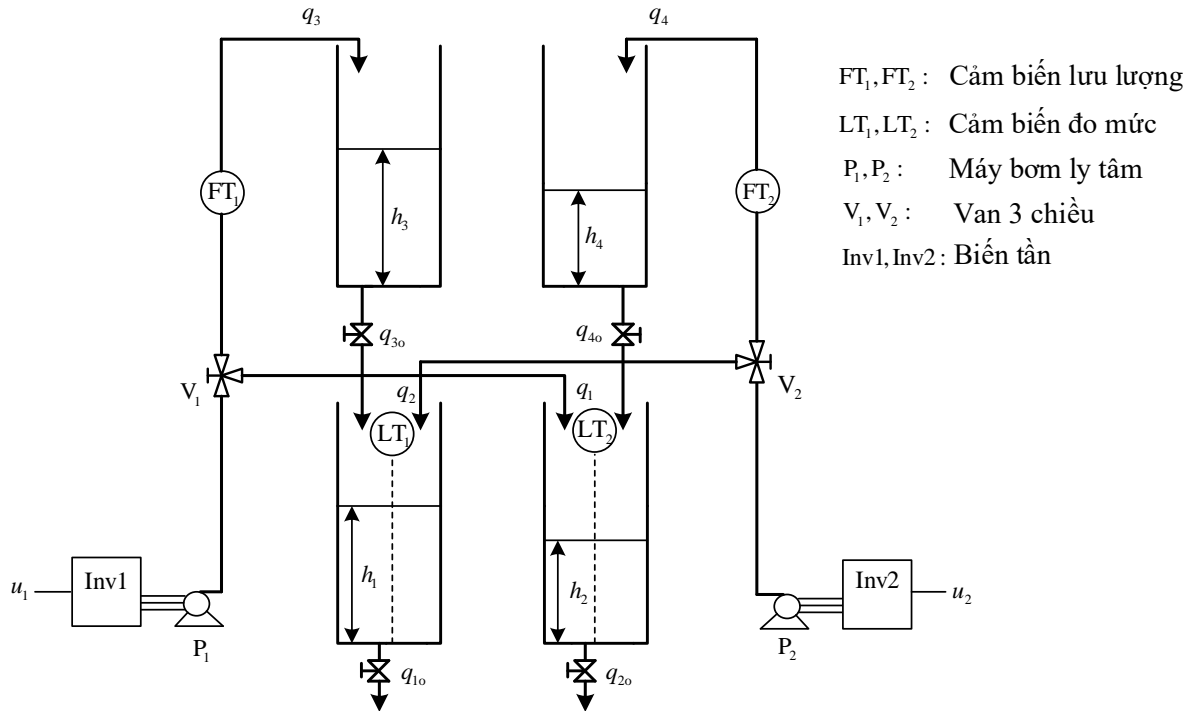 q3
q4
FT1, FT2 : Cảm biến lưu lượng
LT1, LT2 : Cảm biến đo mức
P1, P2 : Máy bơm ly tâm
V1, V2 : Van 3 chiều
Inv1, Inv2 : Biến tần
FT1
FT2
h3
h4
q3o
q4o
V1
V2
q2
q1
LT1
LT2
h1
h2
u1
Inv1
Inv2
u2
P1
P2
q1o
q2o